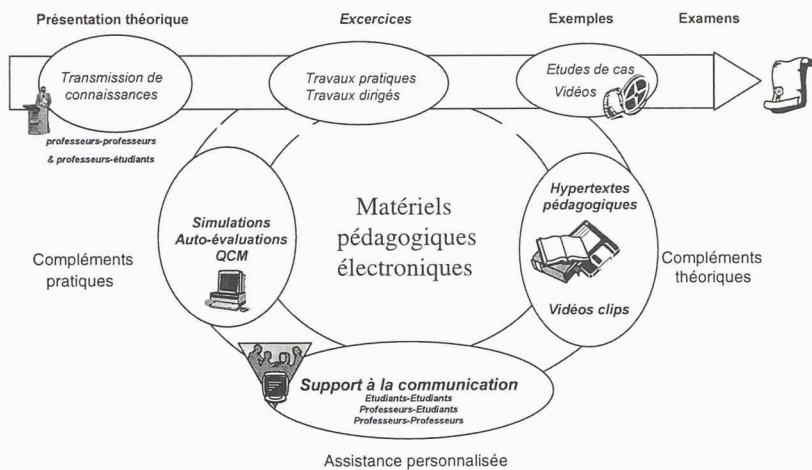 Présentation théorique
Excercices
Exemples
Examens
Transmission de
connaissances
Travaux pratiques
Travaux dirigés
Etudes de cas
Vidéos
professeurs-professeurs
& professeurs-étudiants
Simulations
Auto-évaluations
QCM
Matériels
pédagogiques
électroniques
Hypertextes
pédagogiques
Vidéos clips
Compléments
pratiques
Compléments
théoriques
Support à la communication
Etudiants-Etudiants
Professeurs-Etudiants
Professeurs-Professeurs
Assistance personnalisée